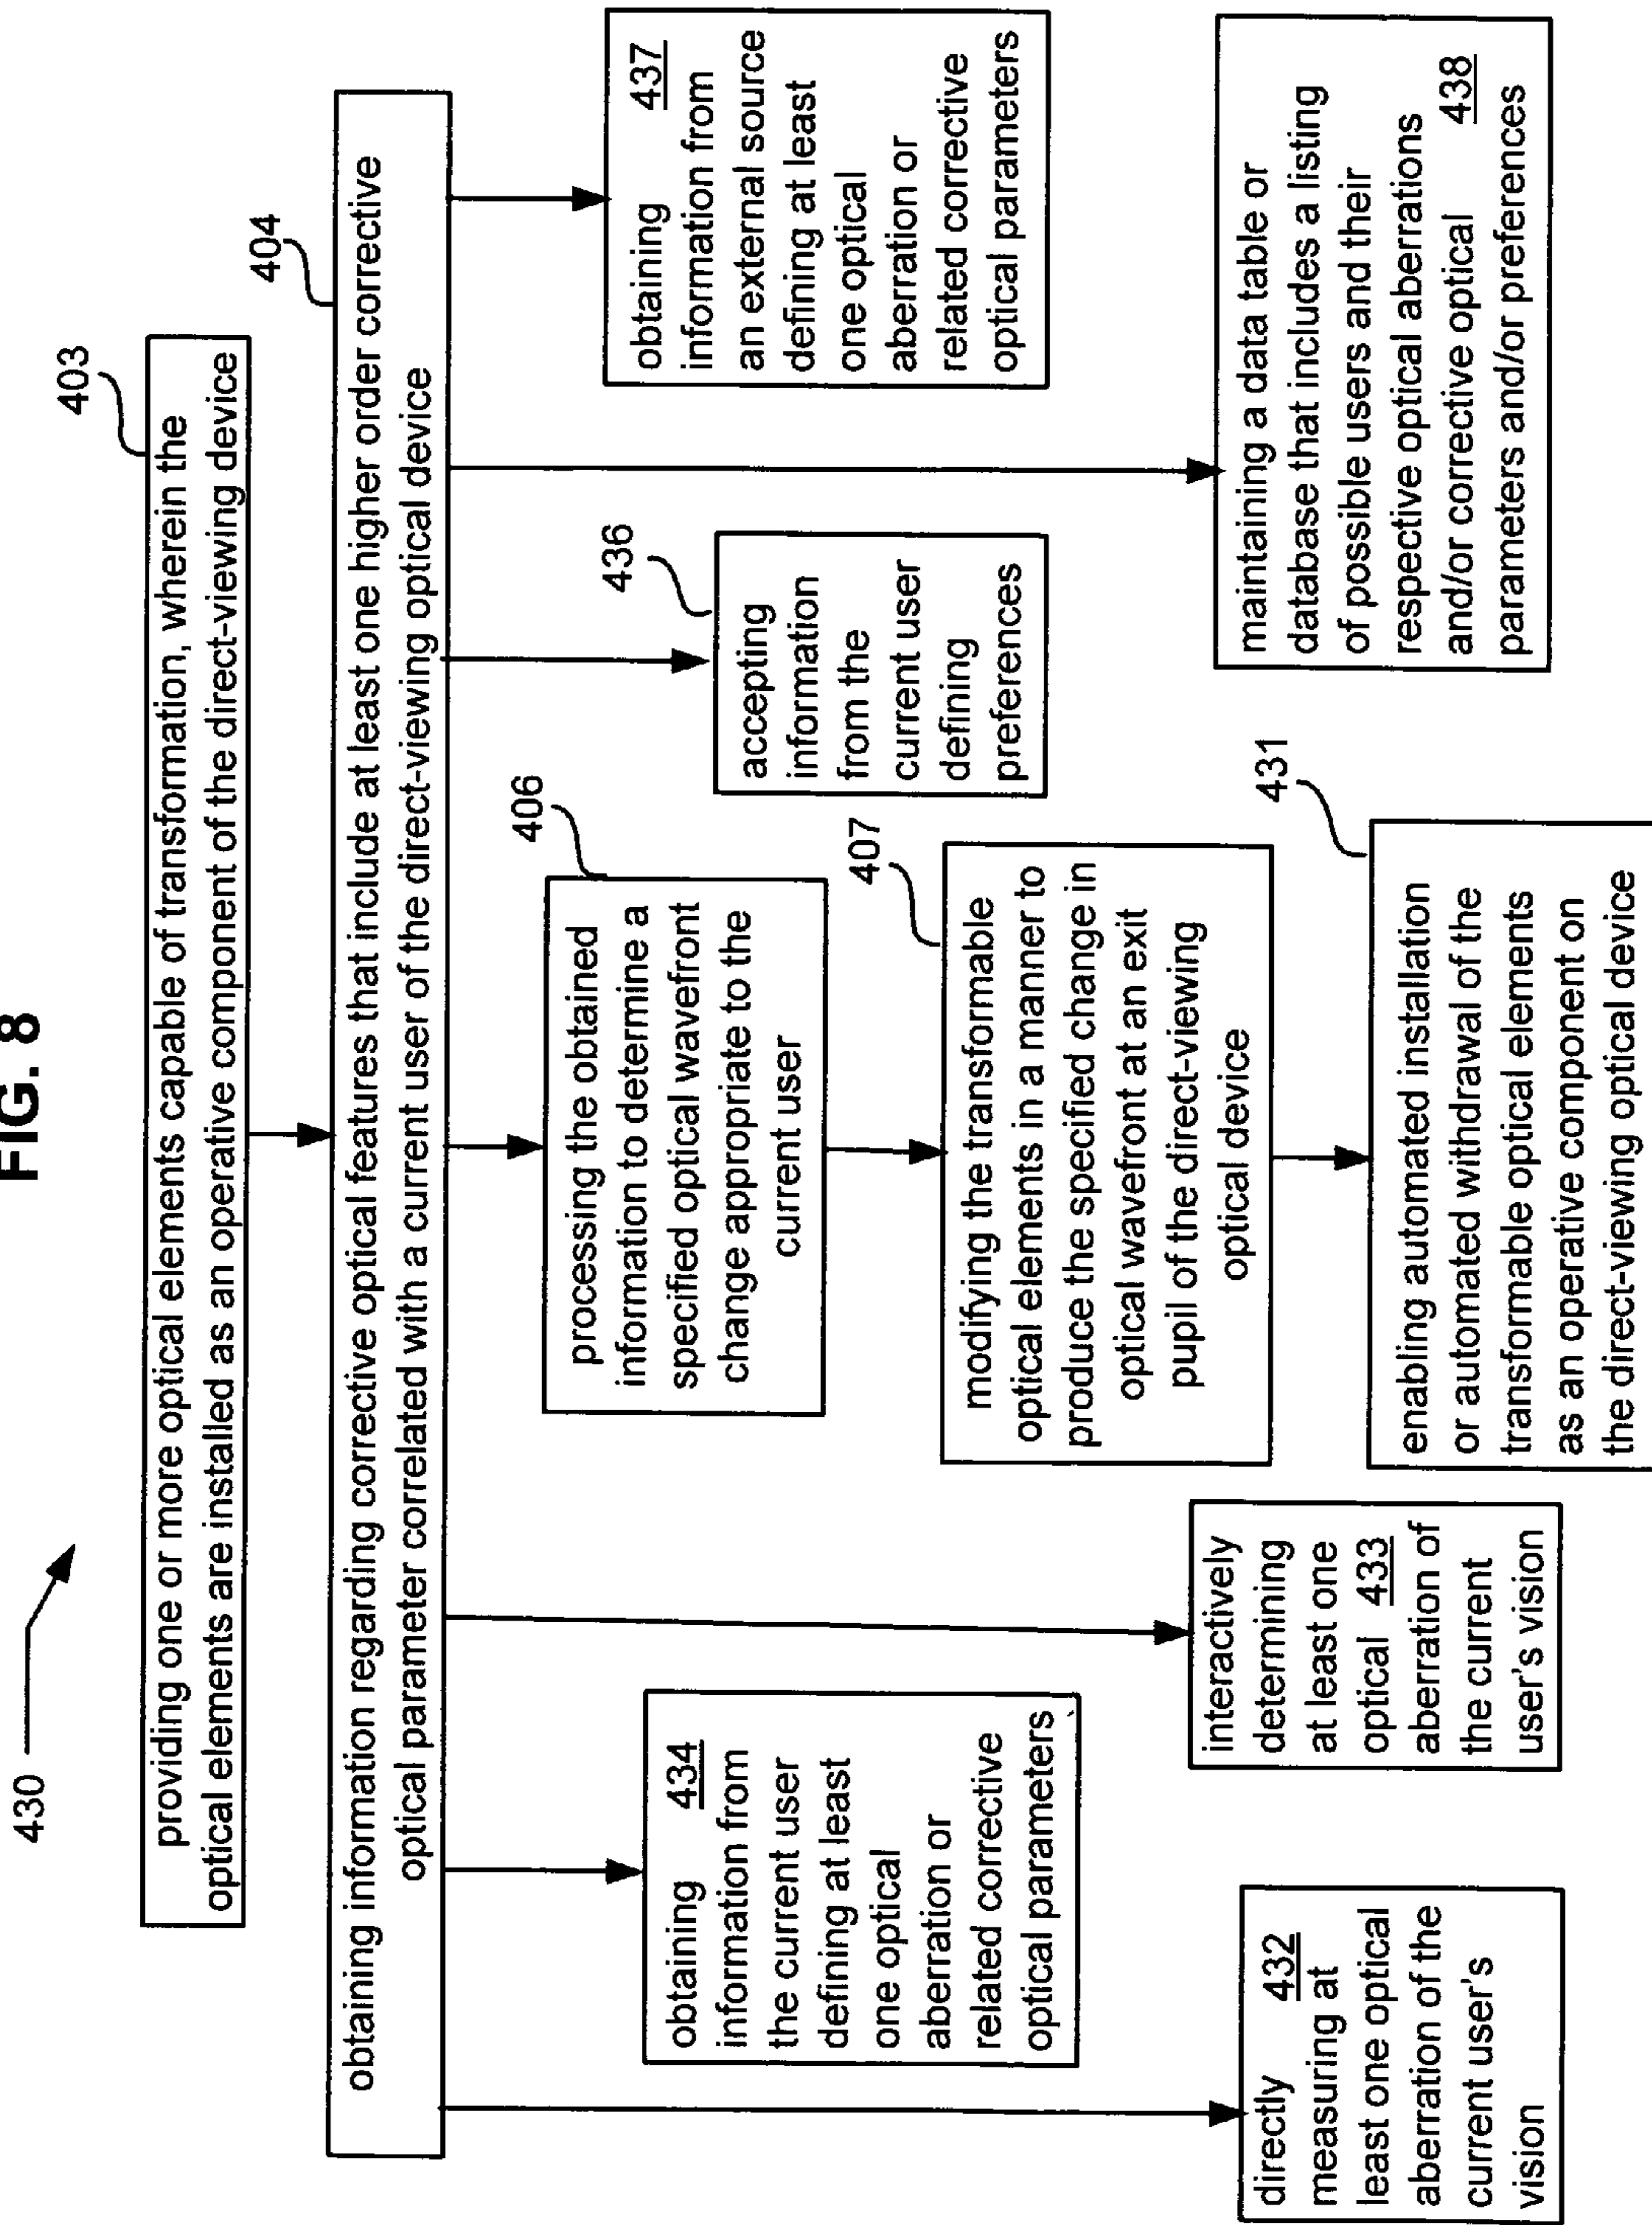 FIG. 8
430
403
providing one or more optical elements capable of transformation, wherein the
optical elements are installed as an operative component of the direct-viewing device
404
obtaining information regarding corrective optical features that include at least one higher order corrective
optical parameter correlated with a current user of the direct-viewing optical device
directly 432
measuring at
least one optical
aberration of the
current user's
vision
obtaining 434
information from
the current user
defining at least
one optical
aberration or
related corrective
optical parameters
interactively
determining
at least one
optical 433
aberration of
the current
user's vision
406
processing the obtained
information to determine a
specified optical wavefront
change appropriate to the
current user
407
modifying the transformable
optical elements in a manner to
produce the specified change in
optical wavefront at an exit
pupil of the direct-viewing
optical device
431
enabling automated installation
or automated withdrawal of the
transformable optical elements
as an operative component on
the direct-viewing optical device
436
accepting
information
from the
current user
defining
preferences
obtaining 437
information from
an external source
defining at least
one optical
aberration or
related corrective
optical parameters
maintaining a data table or
database that includes a listing
of possible users and their
respective optical aberrations
and/or corrective optical 438
parameters and/or preferences